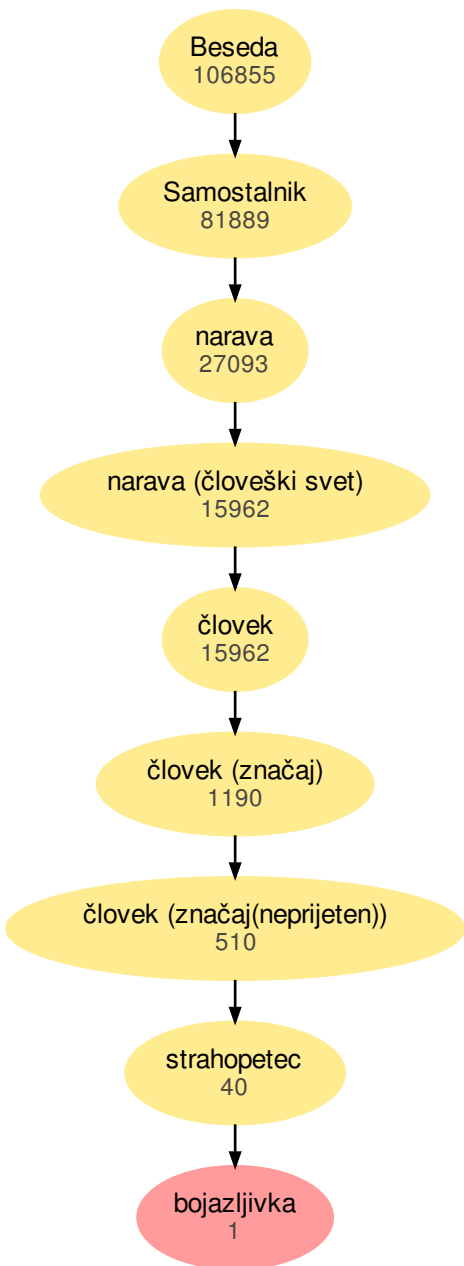 Beseda
106855
Samostalnik
81889
narava
27093
narava (človeški svet)
15962
človek
15962
človek (značaj)
1190
človek (značaj(neprijeten))
510
strahopetec
40
bojazljivka
1